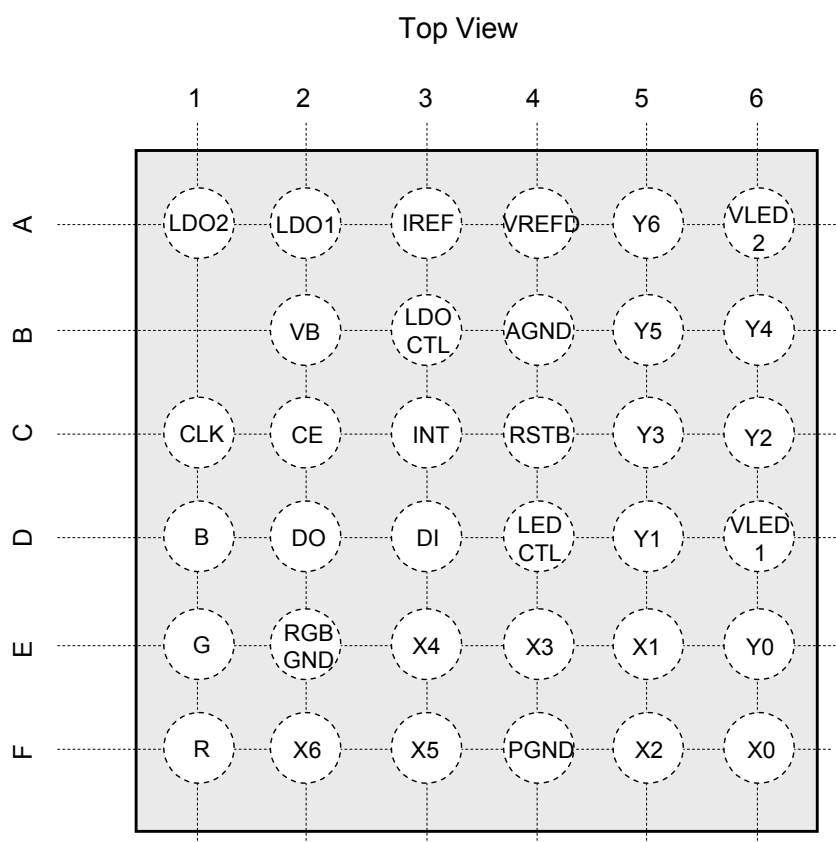 Top View
1 2 3 4 5 6
A LDO2 LDO1 IREF VREFD Y6 VLED
2
B VB LDO
CTL AGND Y5 Y4
C CLK CE INT RSTB Y3 Y2
D B DO DI LED
CTL Y1 VLED
1
E G RGB
GND X4 X3 X1 Y0
F R X6 X5 PGND X2 X0